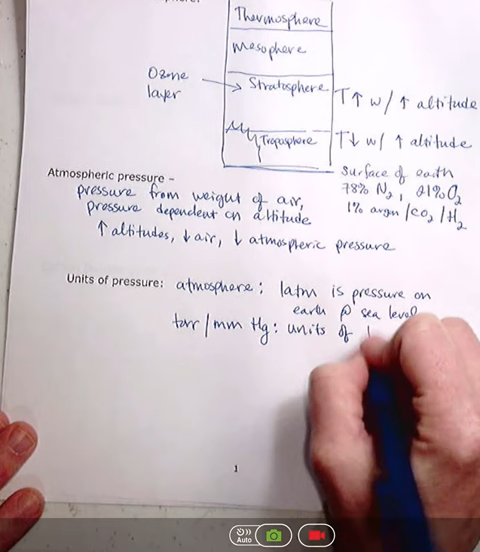 Thermosphere
Mesophere
Ozone
layer
Stratosphere
T↑ w/ ↑ altitude
Troposphere
T↓ w/ ↑ altitude
surface of earth
78% N2, 21% O2
1% argon/CO2/H2
Atmospheric pressure -
pressure from weight of air,
pressure dependent on altitude
↑ altitudes, ↓ air, ↓ atmospheric pressure
Units of pressure: atmosphere: 1atm is pressure on
earth @ sea level
torr/mm Hg: units of
1
Auto